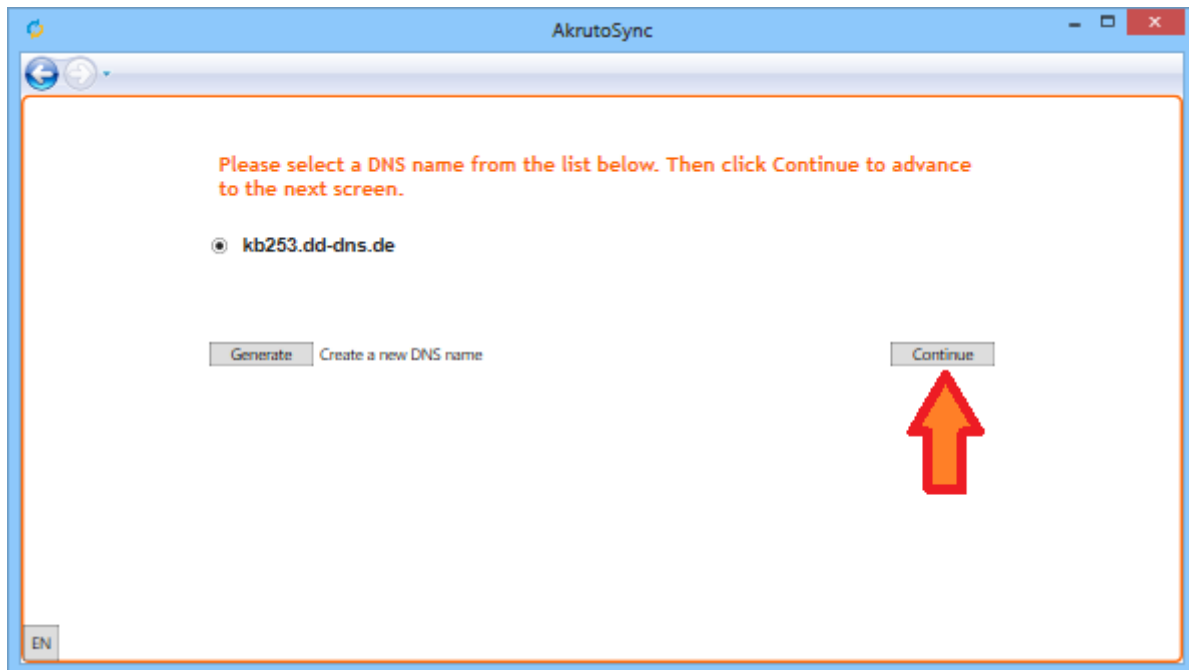 AkrutoSync
Please select a DNS name from the list below. Then click Continue to advance
to the next screen.
kb253.dd-dns.de
Generate Create a new DNS name
Continue
EN